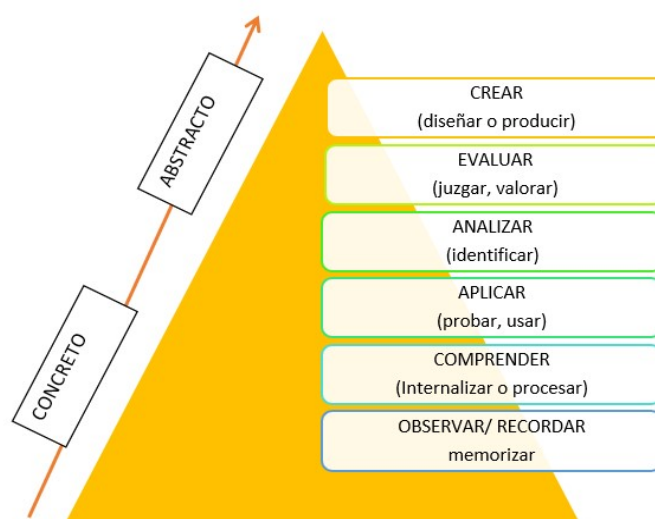 ABSTRACTO
CONCRETO
CREAR
(diseñar o producir)
EVALUAR
(juzgar, valorar)
ANALIZAR
(identificar)
APLICAR
(probar, usar)
COMPRENDER
(Internalizar o procesar)
OBSERVAR/ RECORDAR
memorizar